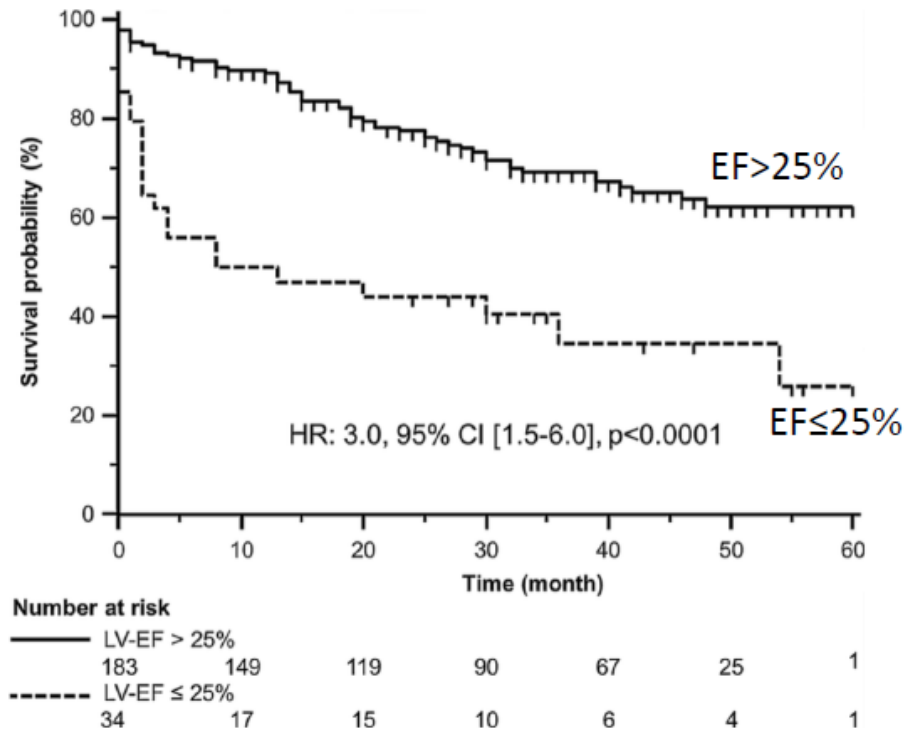 100
80
60
40
20
0
Survival probability (%)
EF>25%
EF≤25%
HR: 3.0, 95% CI [1.5-6.0], p<0.0001
0 10 20 30 40 50 60
Time (month)
Number at risk
LV-EF > 25%
183 149 119 90 67 25 1
LV-EF ≤ 25%
34 17 15 10 6 4 1